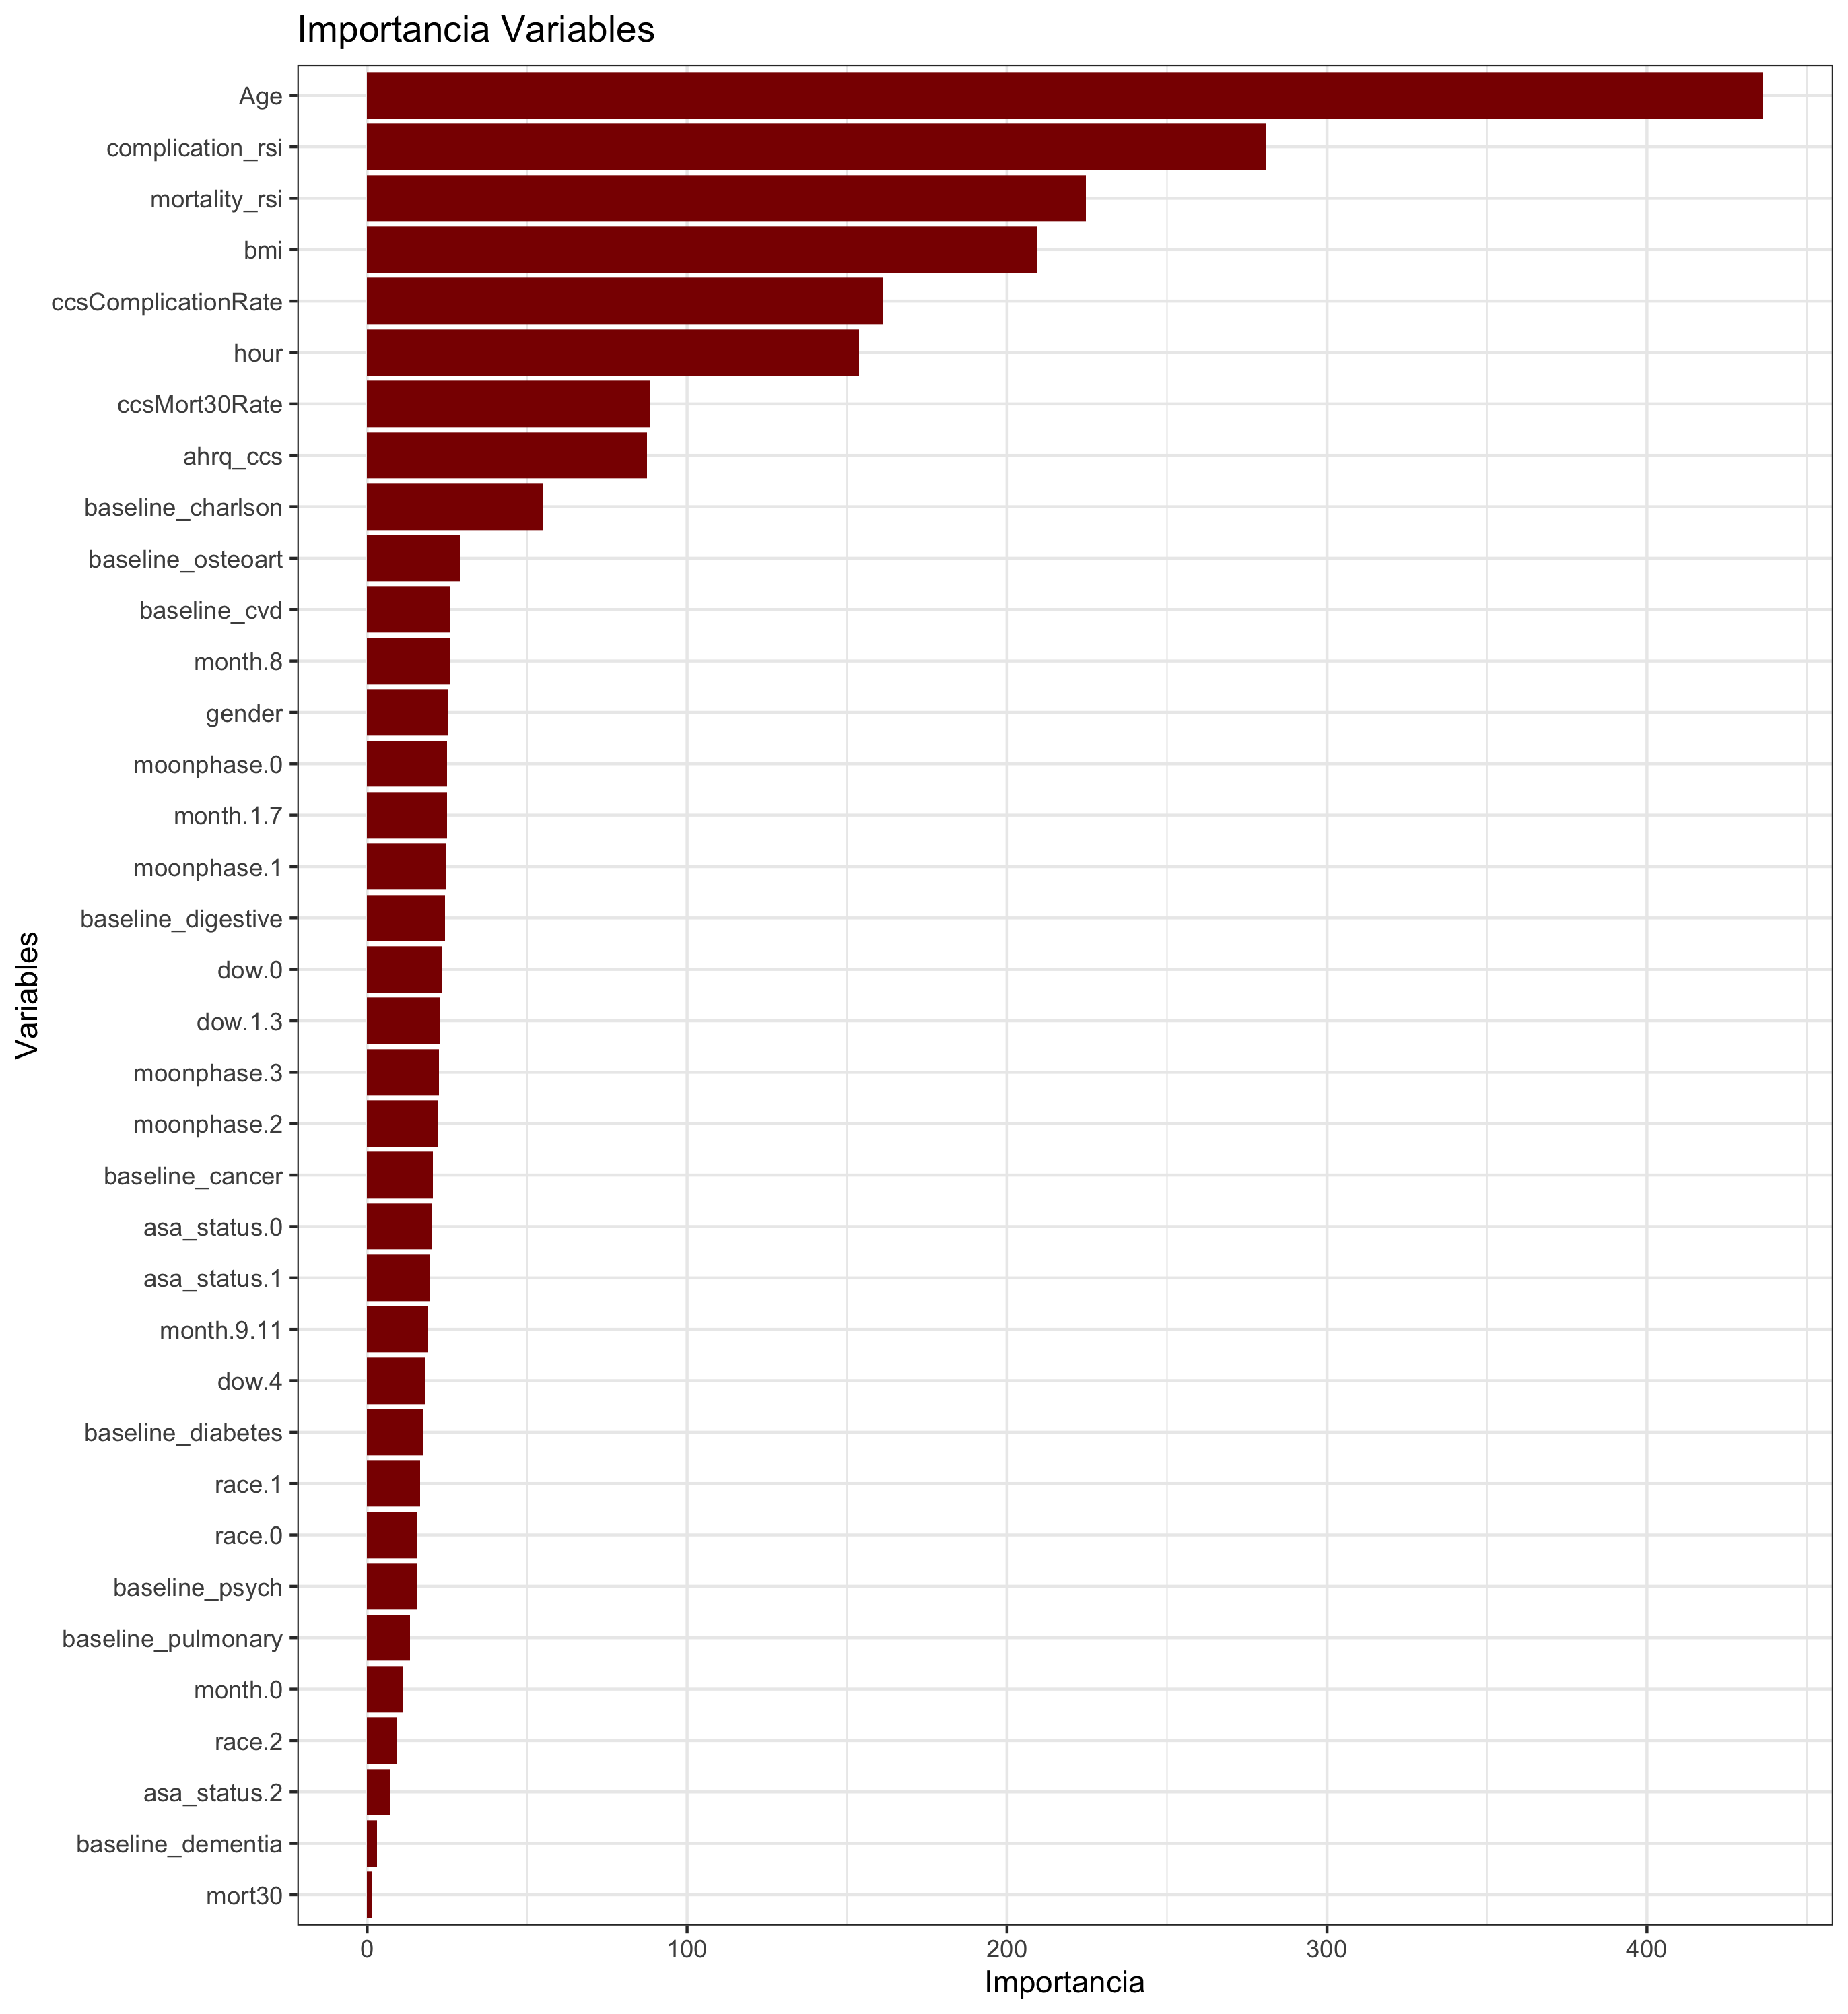 Importancia Variables
Age
complication_rsi
mortality_rsi
bmi
ccsComplicationRate
hour
ccsMort30Rate
ahrq_ccs
baseline_charlson
baseline_osteoart
baseline_cvd
month.8
gender
moonphase.0
month.1.7
moonphase.1
baseline_digestive
dow.0
dow.1.3
moonphase.3
moonphase.2
baseline_cancer
asa_status.0
asa_status.1
month.9.11
dow.4
baseline_diabetes
race.1
race.0
baseline_psych
baseline_pulmonary
month.0
race.2
asa_status.2
baseline_dementia
mort30
Variables
0 100 200 300 400
Importancia